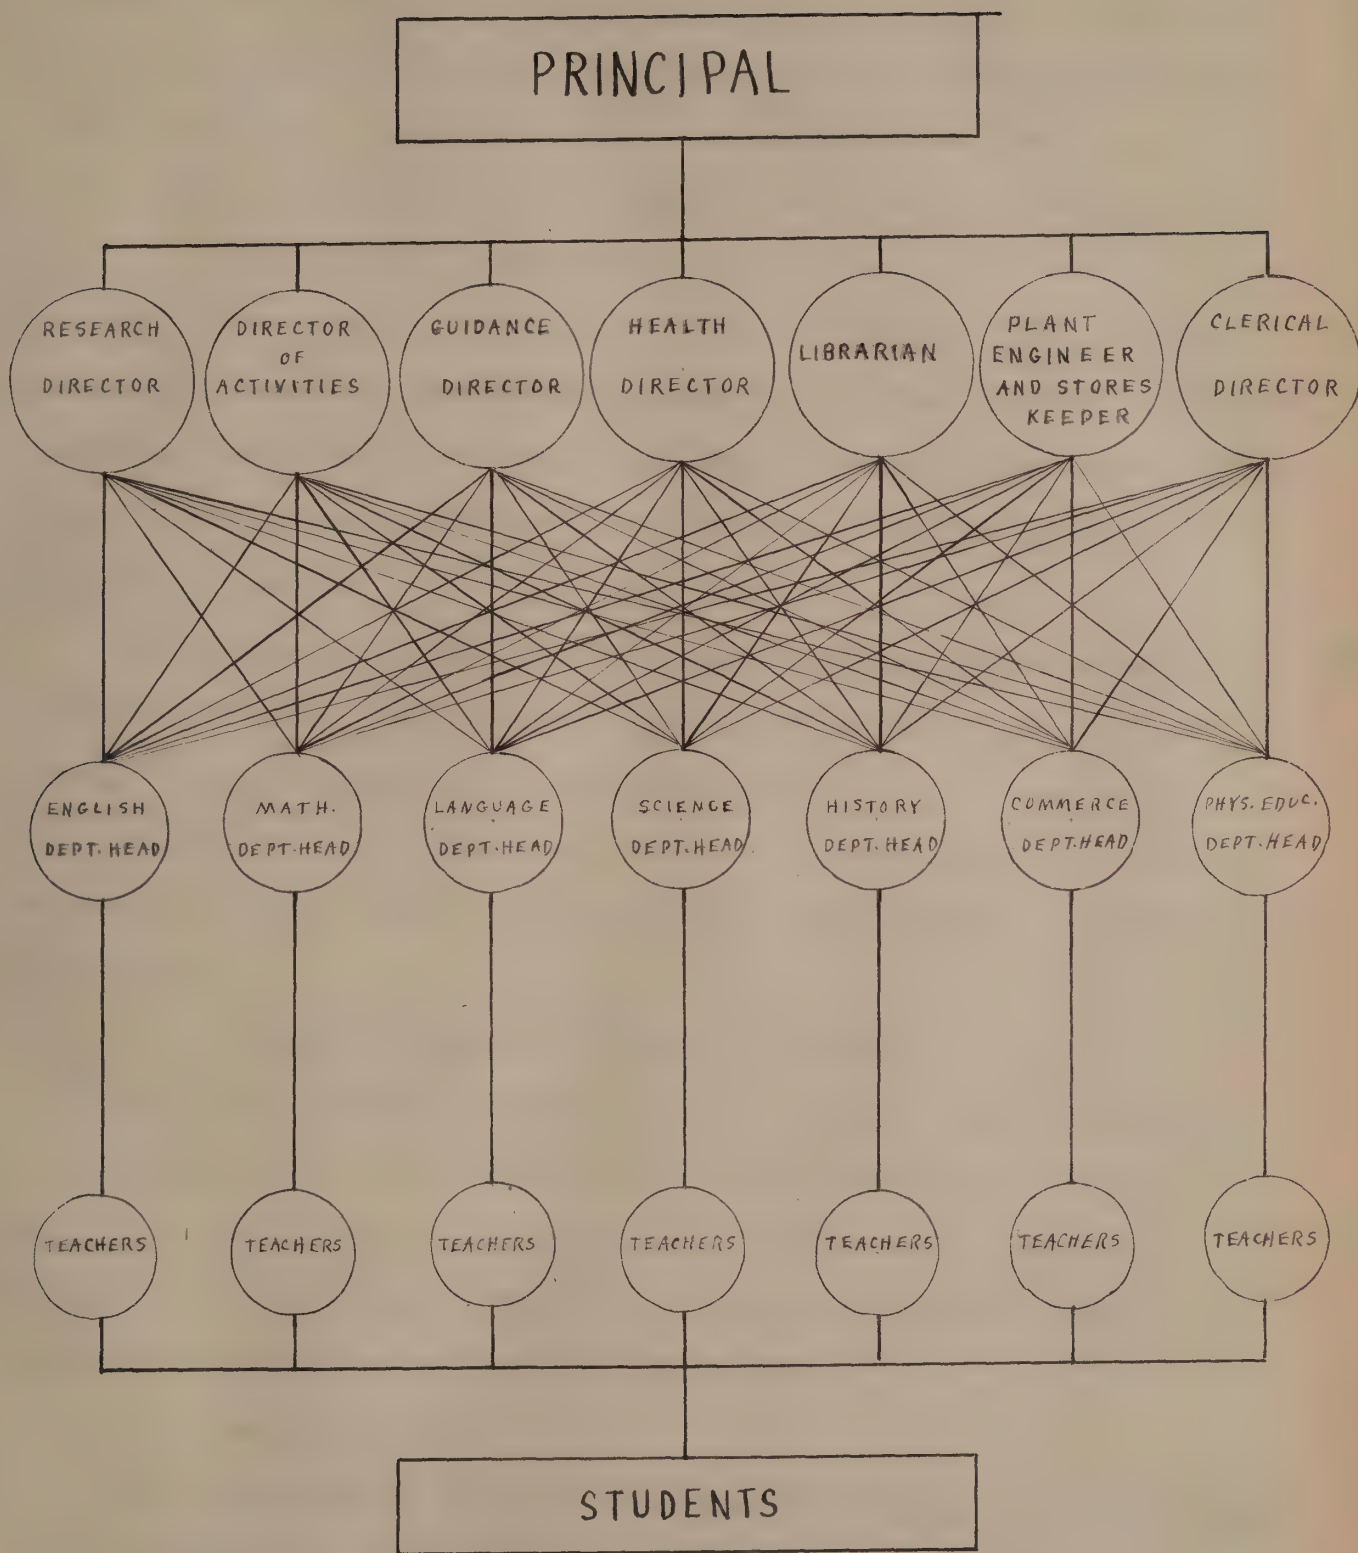 PRINCIPAL
RESEARCH
DIRECTOR
DIRECTOR
OF
ACTIVITIES
GUIDANCE
DIRECTOR
HEALTH
DIRECTOR
LIBRARIAN
PLANT
ENGINEER
AND STORES
KEEPER
CLERICAL
DIRECTOR
ENGLISH
DEPT. HEAD
MATH.
DEPT. HEAD
LANGUAGE
DEPT. HEAD
SCIENCE
DEPT. HEAD
HISTORY
DEPT. HEAD
COMMERCE
DEPT. HEAD
PHYS. EDUC.
DEPT. HEAD
TEACHERS
TEACHERS
TEACHERS
TEACHERS
TEACHERS
TEACHERS
TEACHERS
STUDENTS